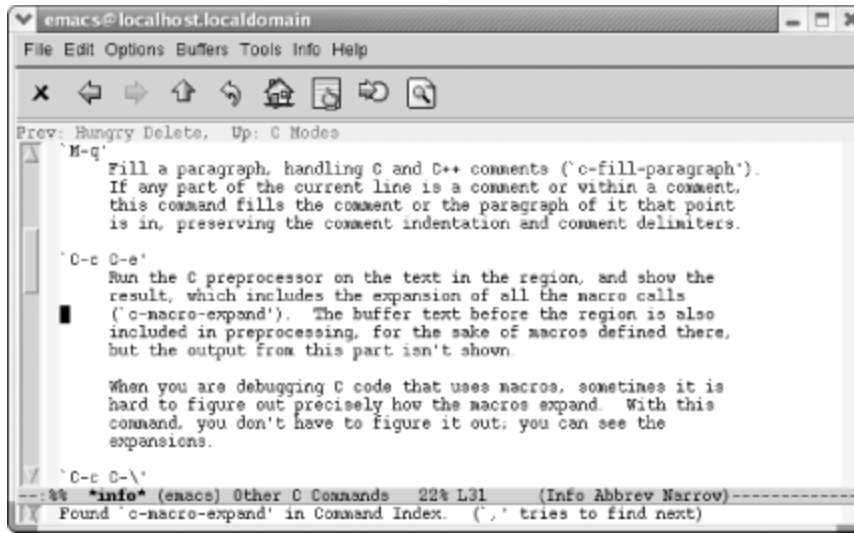 emacs@localhost.localdomain
File Edit Options Buffers Tools Info Help
Prev: Hungry Delete,  Up: C Modes
`M-q'
Fill a paragraph, handling C and C++ comments (`c-fill-paragraph').
If any part of the current line is a comment or within a comment,
this command fills the comment or the paragraph of it that point
is in, preserving the comment indentation and comment delimiters.
`C-c C-e'
Run the C preprocessor on the text in the region, and show the
result, which includes the expansion of all the macro calls
(`c-macro-expand').  The buffer text before the region is also
included in preprocessing, for the sake of macros defined there,
but the output from this part isn't shown.
When you are debugging C code that uses macros, sometimes it is
hard to figure out precisely how the macros expand.  With this
command, you don't have to figure it out; you can see the
expansions.
`C-c C-\'
--:%%  *info* (emacs) Other C Commands   22% L31     (Info Abbrev Narrow)-------------
Found `c-macro-expand' in Command Index.  (`,' tries to find next)